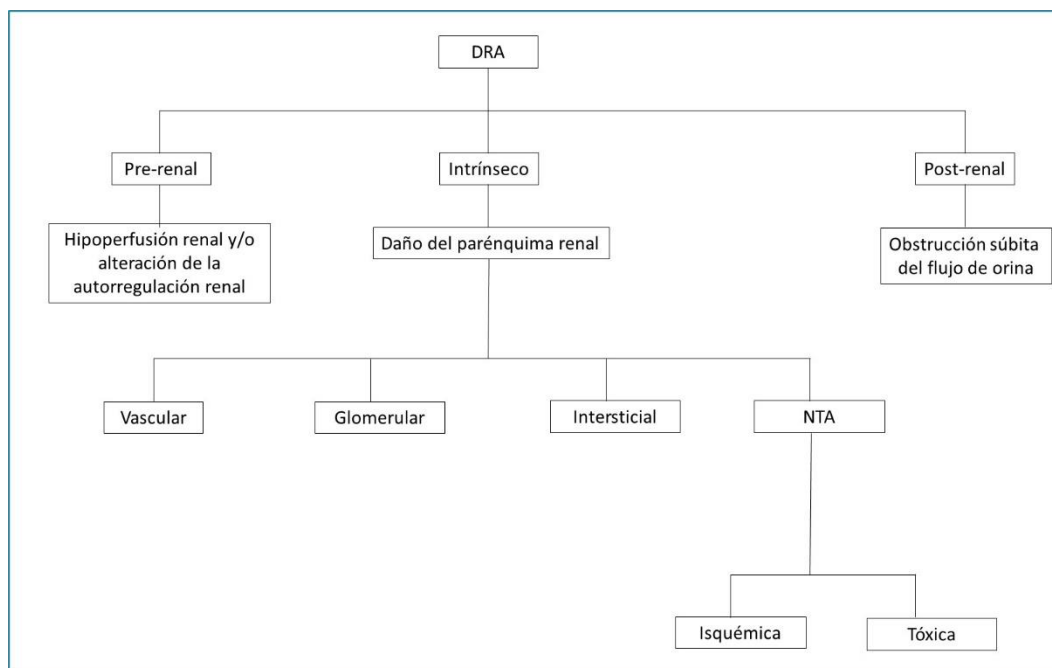 DRA
Pre-renal
Intrínseco
Post-renal
Hipoperfusión renal y/o
alteración de la
autorregulación renal
Daño del parénquima renal
Obstrucción súbita
del flujo de orina
Vascular
Glomerular
Intersticial
NTA
Isquémica
Tóxica